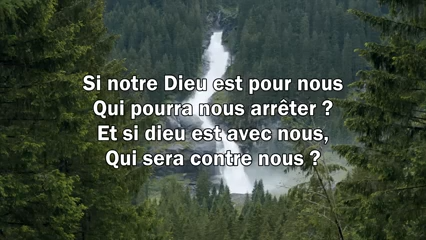 Si notre Dieu est pour nous
Qui pourra nous arrêter ?
Et si dieu est avec nous,
Qui sera contre nous ?